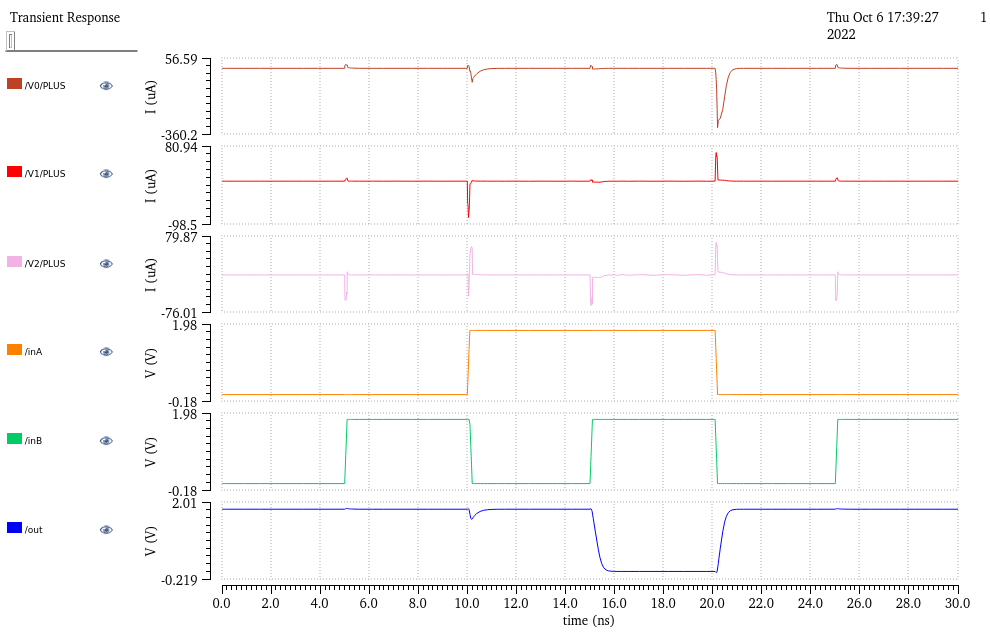 Transient Response
Thu Oct 6 17:39:27 1
2022
/V0/PLUS
56.59
I (uA)
-360.2
/V1/PLUS
80.94
I (uA)
-98.5
/V2/PLUS
79.87
I (uA)
-76.01
/inA
1.98
V (V)
-0.18
/inB
1.98
V (V)
-0.18
/out
2.01
V (V)
-0.219
0.0 2.0 4.0 6.0 8.0 10.0 12.0 14.0 16.0 18.0 20.0 22.0 24.0 26.0 28.0 30.0
time (ns)